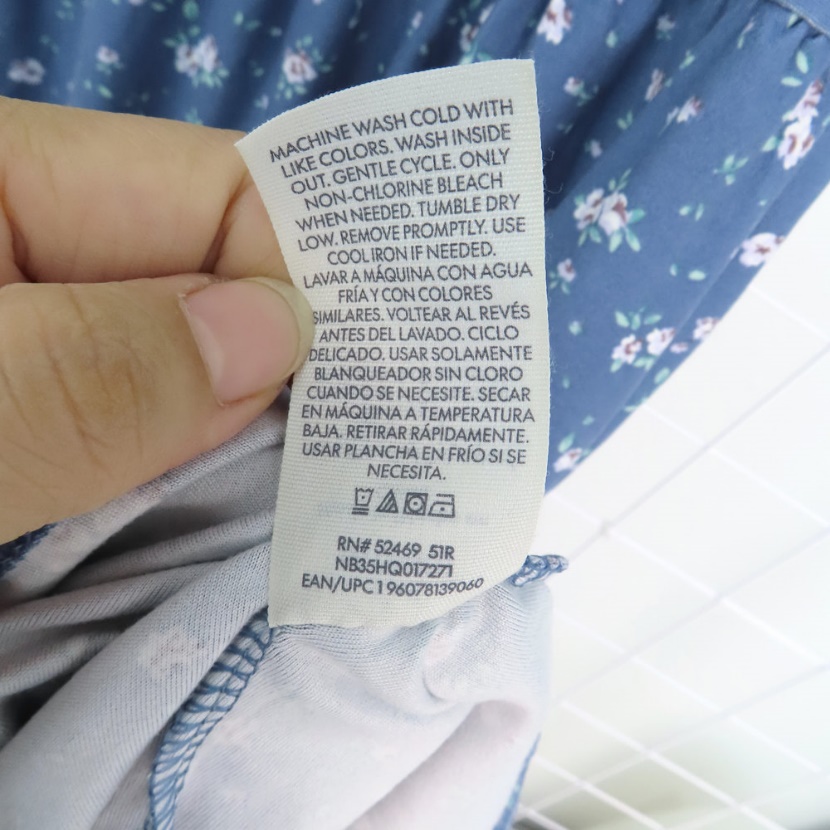 MACHINE WASH COLD WITH
LIKE COLORS. WASH INSIDE
OUT. GENTLE CYCLE. ONLY
NON-CHLORINE BLEACH
WHEN NEEDED. TUMBLE DRY
LOW. REMOVE PROMPTLY. USE
COOL IRON IF NEEDED.
LAVAR A MÁQUINA CON AGUA
FRÍA Y CON COLORES
SIMILARES. VOLTEAR AL REVÉS
ANTES DEL LAVADO. CICLO
DELICADO. USAR SOLAMENTE
BLANQUEADOR SIN CLORO
CUANDO SE NECESITE. SECAR
EN MÁQUINA A TEMPERATURA
BAJA. RETIRAR RÁPIDAMENTE.
USAR PLANCHA EN FRÍO SI SE
NECESITA.
RN# 52469 51R
NB35HQ017271
EAN/UPC 196078139060